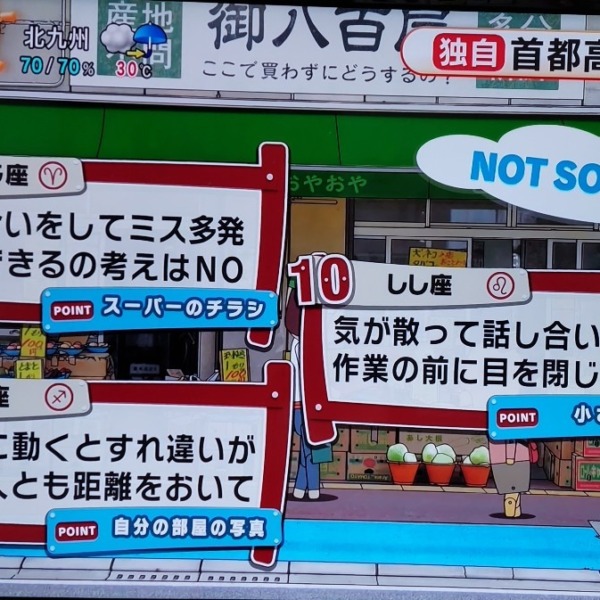 北九州
70/70%
30℃
産地
御八百屋
ここで買わずにどうするの?
独自 首都高
おやおや
NOT SO
座
いをしてミス多発
できるの考えはNO
POINT スーパーのチラシ
10 しし座
気が散って話し合い
作業の前に目を閉じ
POINT 小さ
座
に動くとすれ違いが
人とも距離をおいて
POINT 自分の部屋の写真